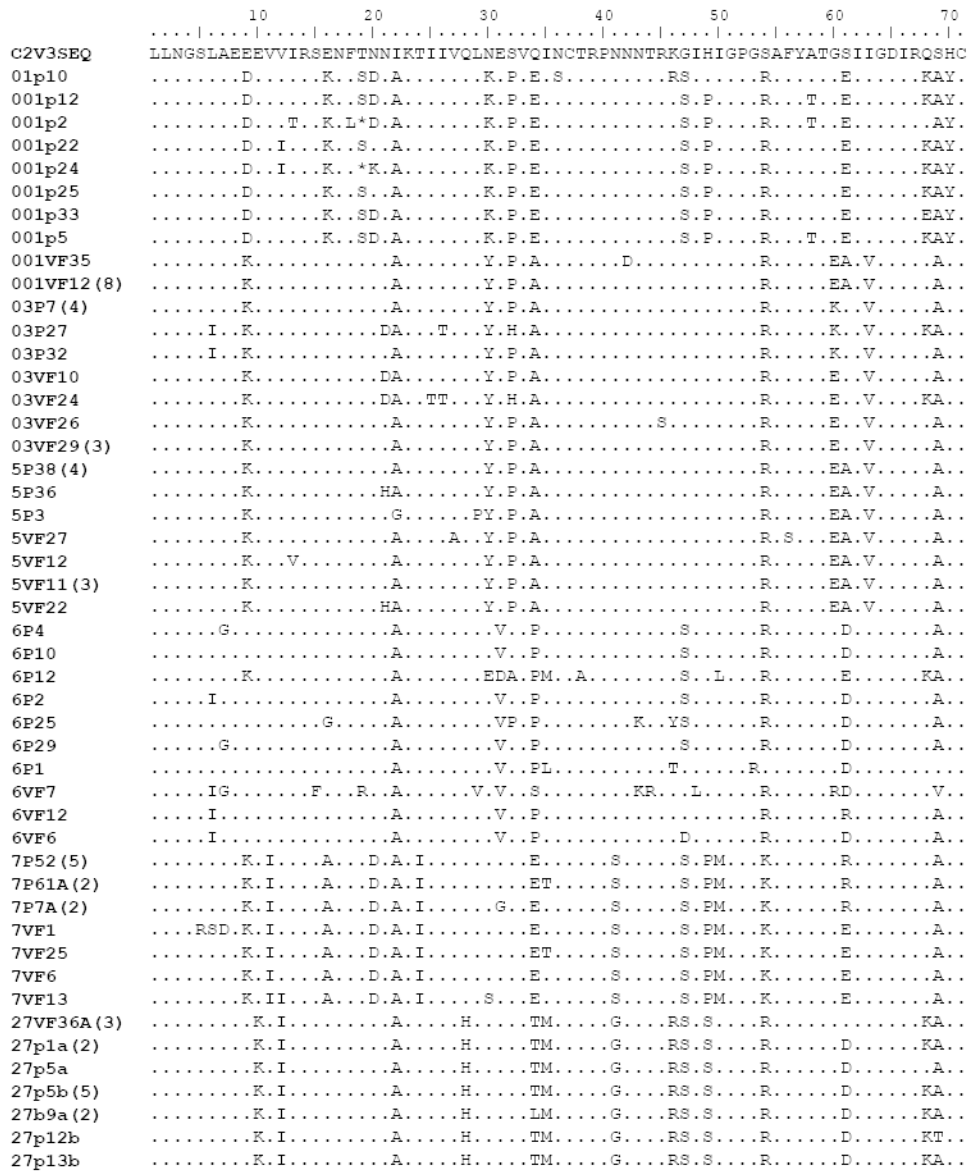 10 20 30 40 50 60 70
C2V3SEQ LLNGSLAEEEVVIRSENFTNNIKTIIVQLNESVQINCTRPNNNTRKGIHIGPGSAFYATGSIIGDIRQSHC
01p10 ........D......K..SD.A.......K.P.E.S.........RS......R......E......KAY.
001p12 ........D......K..SD.A.......K.P.E............S.P....R...T..E......KAY.
001p2 ........D...T..K.L*D.A.......K.P.E............S.P....R...T..E.......AY.
001p22 ........D..I...K..S..A.......K.P.E............S.P....R......E......KAY.
001p24 ........D..I...K..*K.A.......K.P.E............S.P....R......E......KAY.
001p25 ........D......K..S..A.......K.P.E............S.P....R......E......KAY.
001p33 ........D......K..SD.A.......K.P.E............S.P....R......E......EAY.
001p5 ........D......K..SD.A.......K.P.E............S.P....R...T..E......KAY.
001VF35 ........K............A.......Y.P.A.......D...........R.....EA.V.....A..
001VF12(8) ........K............A.......Y.P.A...................R.....EA.V.....A..
03P7(4) ........K............A.......Y.P.A...................R.....K..V.....A..
03P27 .....I..K...........DA...T...Y.H.A...................R.....K..V....KA..
03P32 .....I..K............A.......Y.P.A...................R.....K..V.....A..
03VF10 ........K...........DA.......Y.P.A...................R.....E..V.....A..
03VF24 ........K...........DA..TT...Y.H.A...................R.....E..V....KA..
03VF26 ........K............A.......Y.P.A..........S........R.....E..V.....A..
03VF29(3) ........K............A.......Y.P.A...................R.....E..V.....A..
5P38(4) ........K............A.......Y.P.A...................R.....EA.V.....A..
5P36 ........K...........HA.......Y.P.A...................R.....EA.V.....A..
5P3 ........K............G......PY.P.A...................R.....EA.V.....A..
5VF27 ........K............A....A..Y.P.A...................R.S...EA.V.....A..
5VF12 ........K...V........A.......Y.P.A...................R.....EA.V.....A..
5VF11(3) ........K............A.......Y.P.A...................R.....EA.V.....A..
5VF22 ........K...........HA.......Y.P.A...................R.....EA.V.....A..
6P4 ......G..............A........V..P............S......R......D.......A..
6P10 .....................A........V..P............S......R......D.......A..
6P12 ........K............A.......EDA.PM..A...........L...R......E......KA..
6P2 .....I...............A........V..P............S......R......D.......A..
6P25 ...............G.....A........VP.P........K..YS......R......D.......A..
6P29 ......G..............A........V..P............S......R......D.......A..
6P1 .....................A........V..PL..........T......R.......D..........
6VF7 .....IG.......F...R..A......V.V..S........KR...L.....R.....RD.......V..
6VF12 .....I...............A........V..P...................R......R.......A..
6VF6 .....I...............A........V..P............D......R......D.......A..
7P52(5) ........K.I....A...D.A.I.........E......S.....S.PM...K......R.......A..
7P61A(2) ........K.I....A...D.A.I.........ET.....S.....S.PM...K......R.......A..
7P7A(2) ........K.I....A...D.A.I......G..E......S.....S.PM...K......R.......A..
7VF1 ....RSD.K.I....A...D.A.I.........E......S.....S.PM...K......E.......A..
7VF25 ........K.I....A...D.A.I.........ET.....S.....S.PM...K......E.......A..
7VF6 ........K.I....A...D.A.I.........E......S.....S.PM...K......E.......A..
7VF13 ........K.II...A...D.A.I.....S...E......S.....S.PM...K......E.......A..
27VF36A(3) .........K.I.........A.....H.....TM.....G....RS.S....R.............KA..
27p1a(2) .........K.I.........A.....H.....TM.....G....RS.S....R......D......KA..
27p5a .........K.I.........A.....H.....TM.....G....RS.S....R......D.......A..
27p5b(5) .........K.I.........A.....H.....TM.....G....RS.S....R......D......KA..
27b9a(2) .........K.I.........A.....H.....LM.....G....RS.S....R......D......KA..
27p12b .........K.I.........A.....H.....TM.....G....RS.S....R......D......KT..
27p13b .........K.I.........A.....H.....TM.....G....RS.S....R......D......KA..